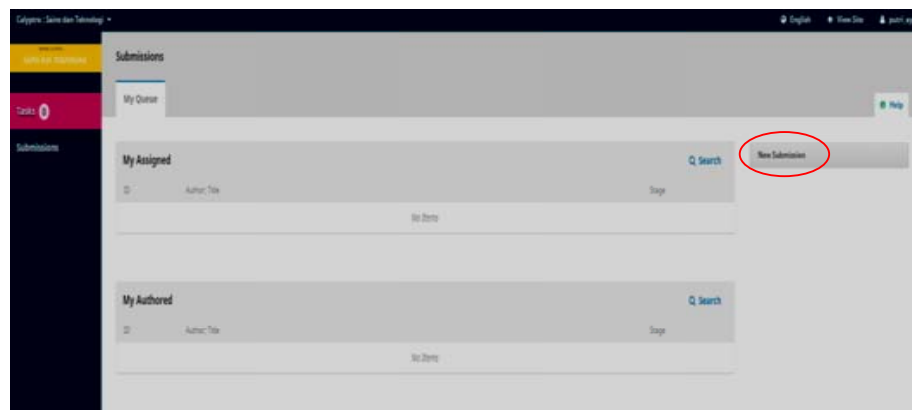 Calyptra : Sains dan Teknologi
English View Site
Submissions
My Queue
Tasks 0
Help
Submissions
My Assigned Search
New Submission
ID Author; Title Stage
No Items
My Authored Search
ID Author; Title Stage
No Items